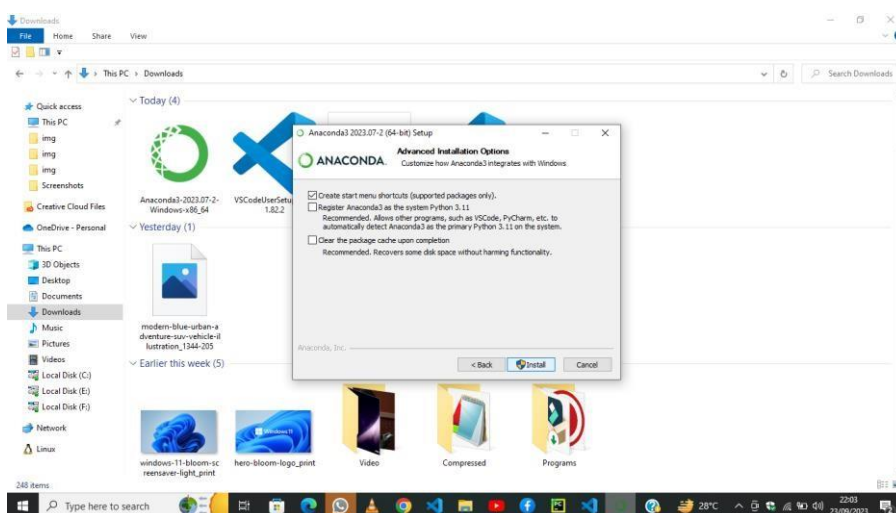 Downloads
File Home Share View
This PC > Downloads
Search Downloads
Quick access
This PC
img
img
img
Screenshots
Creative Cloud Files
OneDrive - Personal
This PC
3D Objects
Desktop
Documents
Downloads
Music
Pictures
Videos
Local Disk (C:)
Local Disk (E:)
Local Disk (F:)
Network
Linux
Today (4)
Anaconda3-2023.07-2-
Windows-x86_64
VSCodeUserSetu
1.82.2
Yesterday (1)
modern-blue-urban-a
dventure-suv-vehicle-il
lustration_1344-205
Earlier this week (5)
windows-11-bloom-sc
reensaver-light_print
Windows 11
hero-bloom-logo_print
Video
Compressed
Programs
Anaconda3 2023.07-2 (64-bit) Setup
ANACONDA.
Advanced Installation Options
Customize how Anaconda3 integrates with Windows
Create start menu shortcuts (supported packages only).
Register Anaconda3 as the system Python 3.11
Recommended. Allows other programs, such as VSCode, PyCharm, etc. to
automatically detect Anaconda3 as the primary Python 3.11 on the system.
Clear the package cache upon completion
Recommended. Recovers some disk space without harming functionality.
Anaconda, Inc.
< Back Install Cancel
248 items
Type here to search
28°C
22:03
23/09/2023